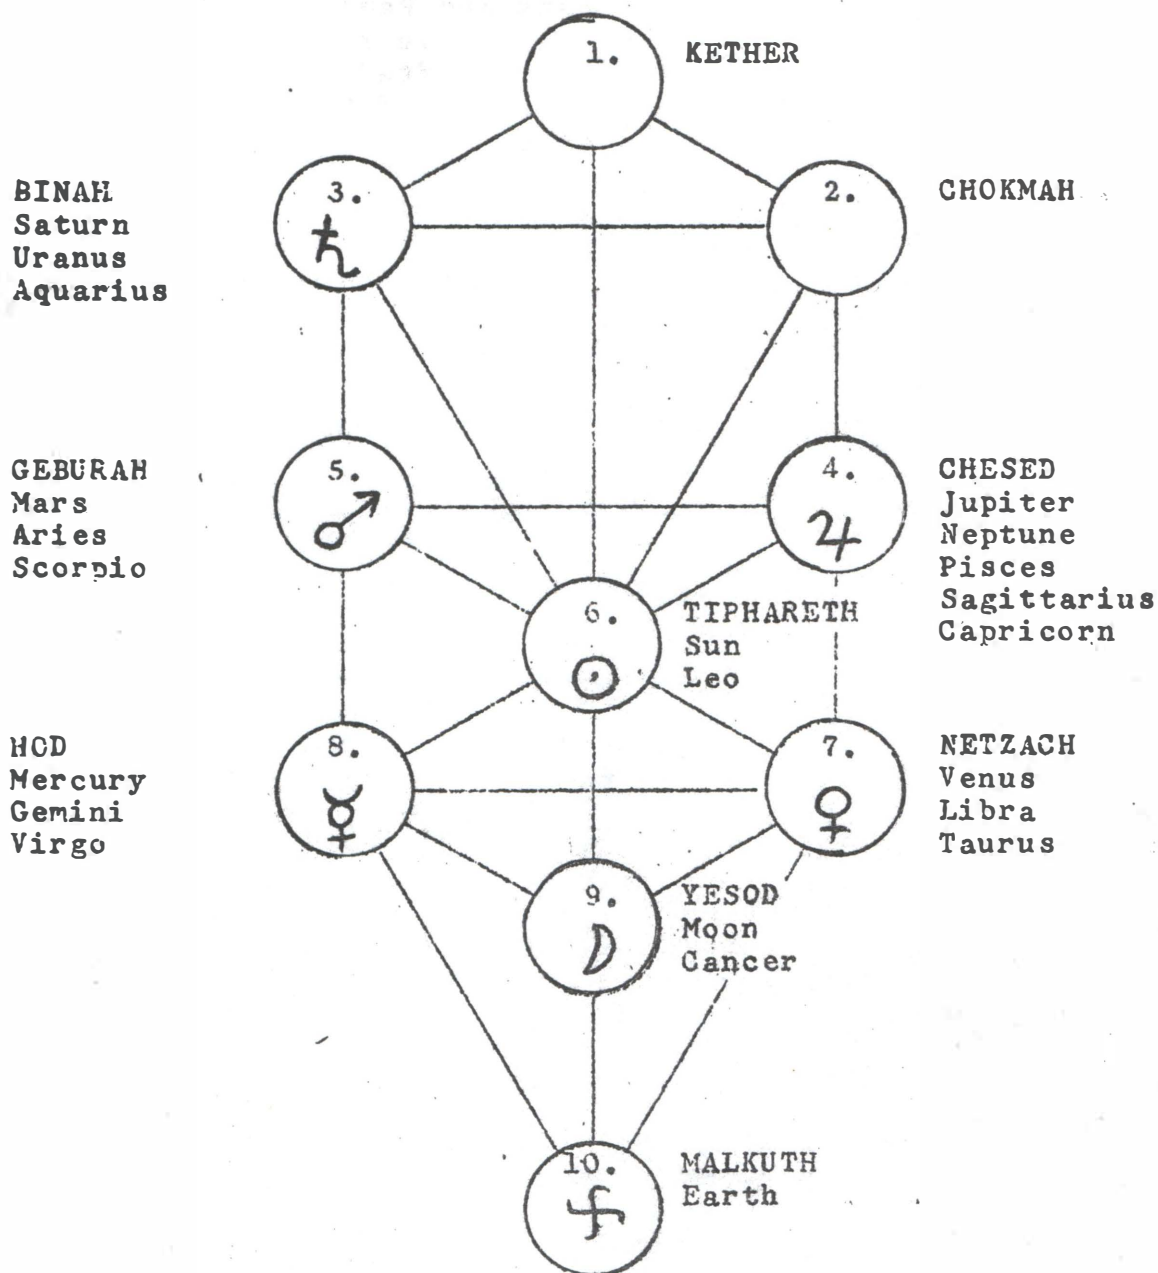 1.
KETHER
BINAH
Saturn
Uranus
Aquarius
3.
2.
CHOKMAH
GEBURAH
Mars
Aries
Scorpio
5.
4.
CHESED
Jupiter
Neptune
Pisces
Sagittarius
Capricorn
6.
TIPHARETH
Sun
Leo
HOD
Mercury
Gemini
Virgo
8.
7.
NETZACH
Venus
Libra
Taurus
9.
YESOD
Moon
Cancer
10.
MALKUTH
Earth